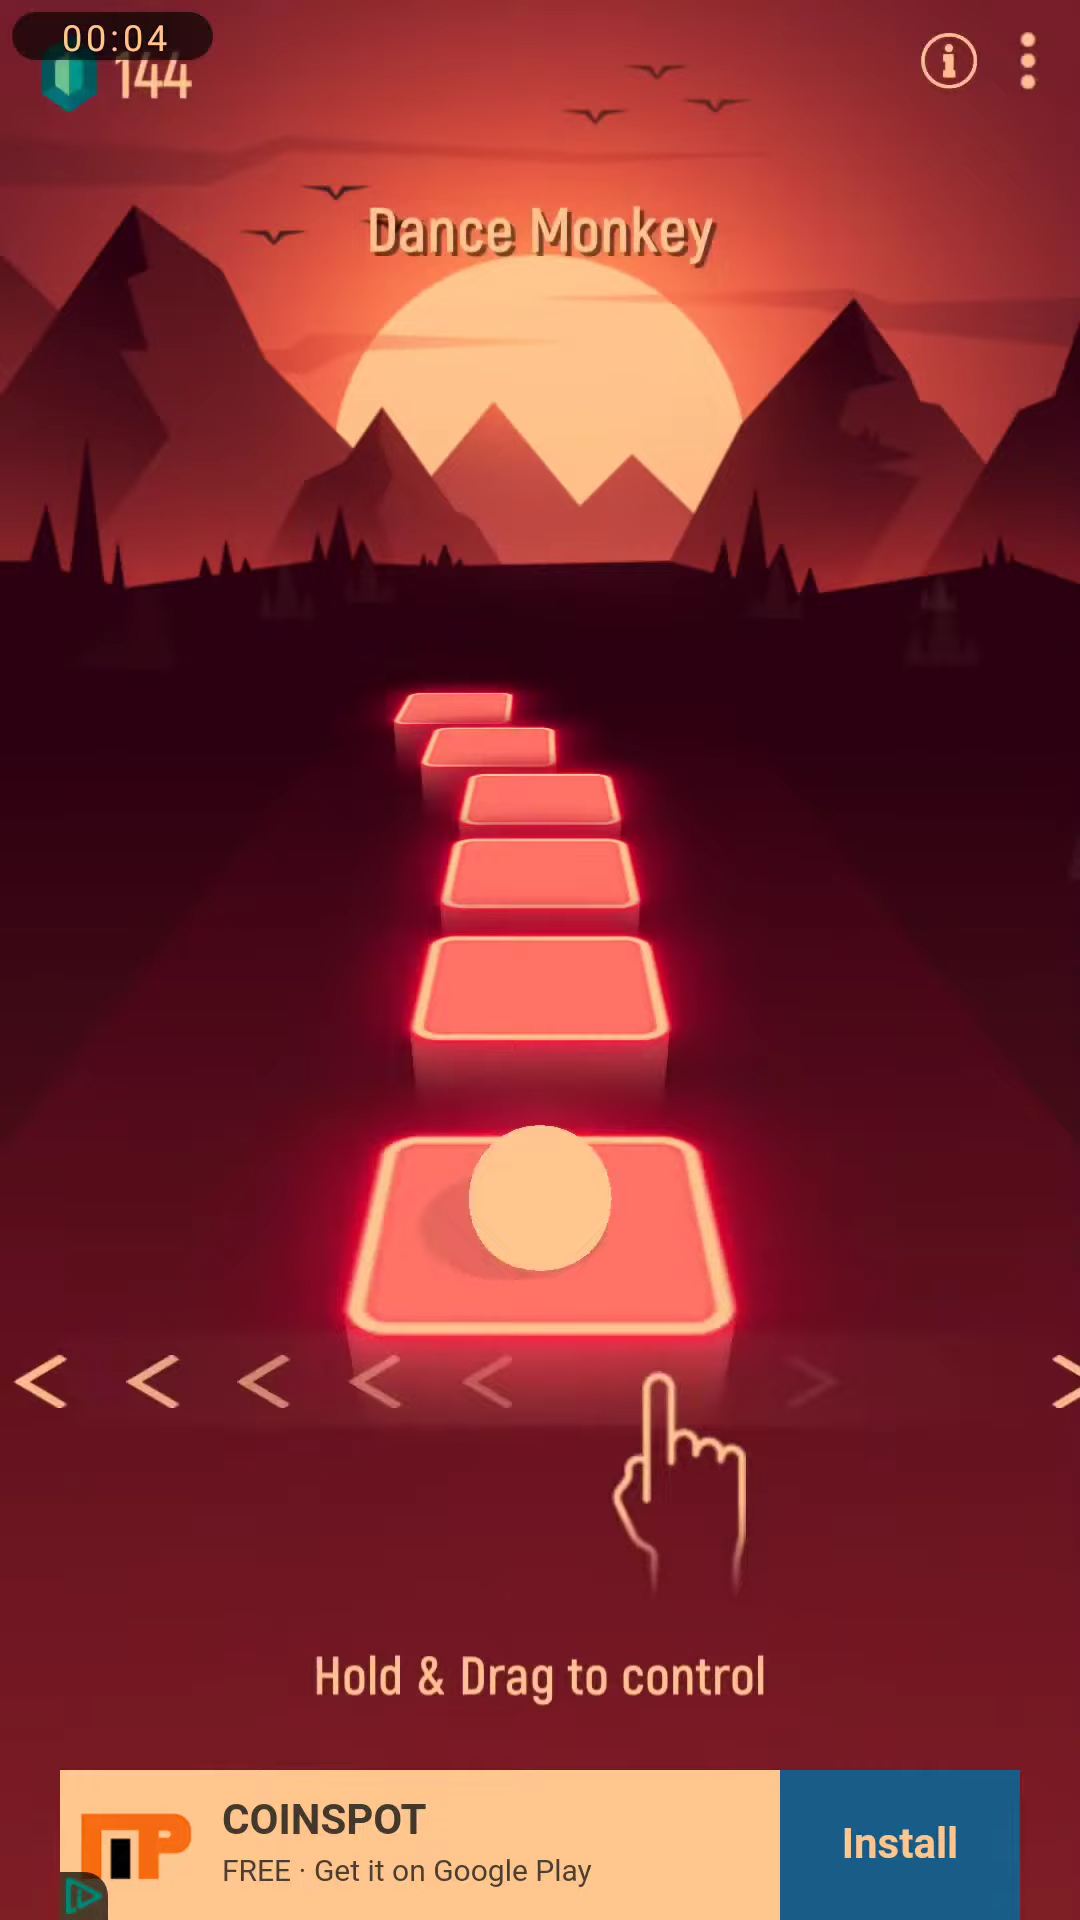 00:04
144
Dance Monkey
Hold & Drag to control
COINSPOT
FREE · Get it on Google Play
Install